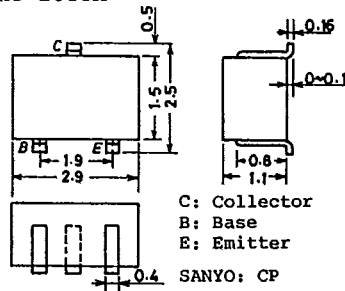 C
0.5
1.5
2.5
B
E
1.9
2.9
0.16
0~0.1
0.8
1.1
C: Collector
B: Base
E: Emitter
0.4
SANYO: CP